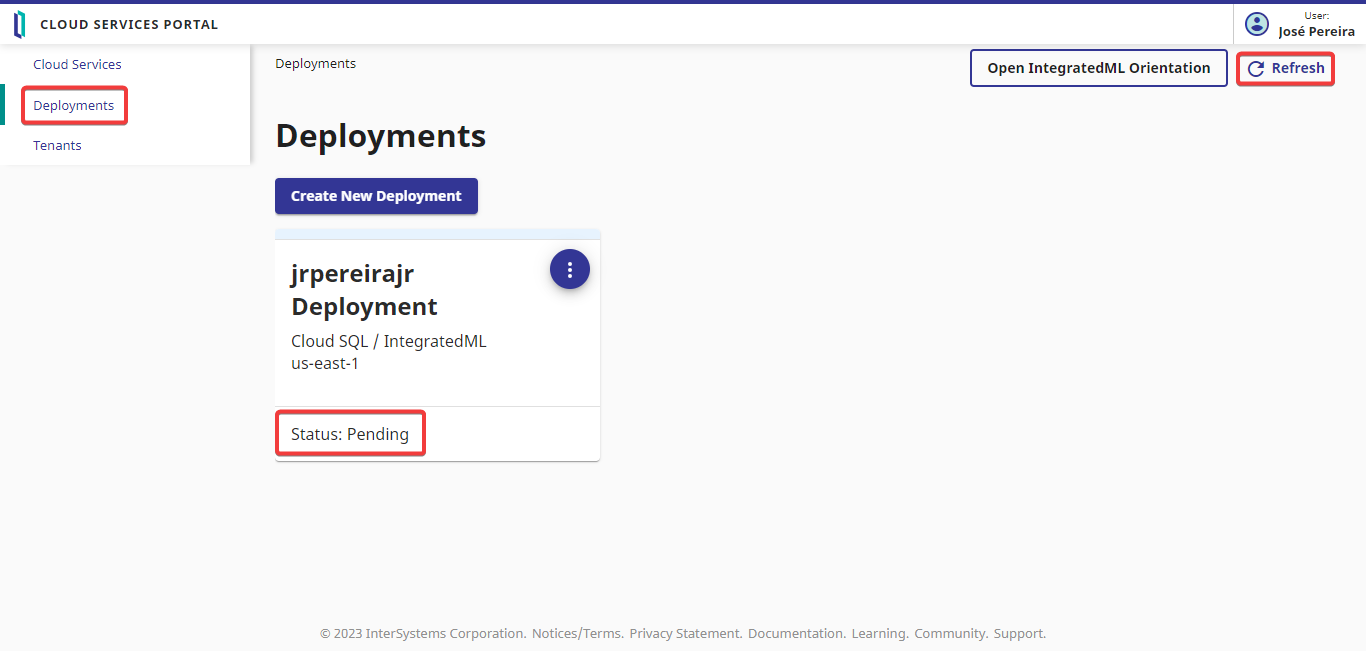 CLOUD SERVICES PORTAL
User:
José Pereira
Cloud Services
Deployments
Tenants
Deployments
Open IntegratedML Orientation
Refresh
Deployments
Create New Deployment
jrpereirajr
Deployment
Cloud SQL / IntegratedML
us-east-1
Status: Pending
© 2023 InterSystems Corporation. Notices/Terms. Privacy Statement. Documentation. Learning. Community. Support.